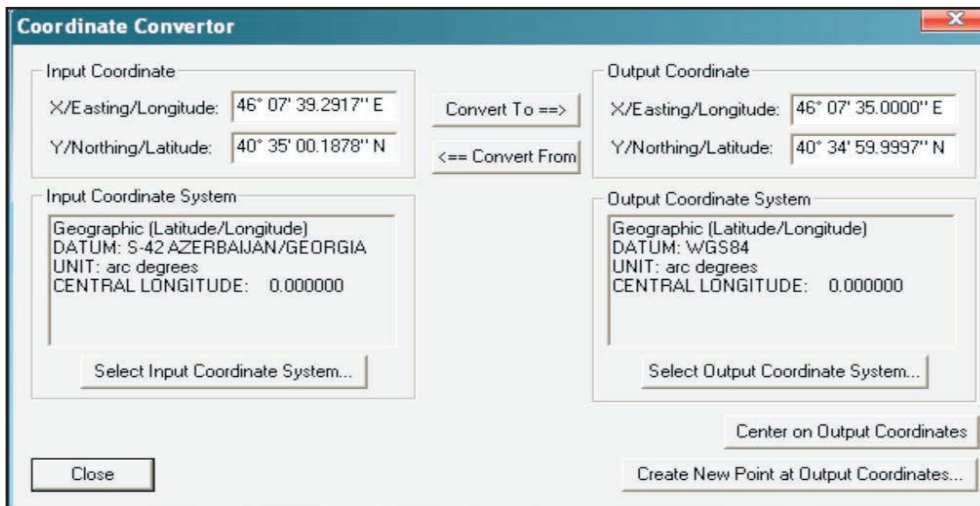 Coordinate Convertor
Input Coordinate
X/Easting/Longitude: 46° 07' 39.2917'' E
Y/Northing/Latitude: 40° 35' 00.1878'' N
Convert To ==>
<== Convert From
Output Coordinate
X/Easting/Longitude: 46° 07' 35.0000'' E
Y/Northing/Latitude: 40° 34' 59.9997'' N
Input Coordinate System
Geographic (Latitude/Longitude)
DATUM: S-42 AZERBAIJAN/GEORGIA
UNIT: arc degrees
CENTRAL LONGITUDE: 0.000000
Select Input Coordinate System...
Output Coordinate System
Geographic (Latitude/Longitude)
DATUM: WGS84
UNIT: arc degrees
CENTRAL LONGITUDE: 0.000000
Select Output Coordinate System...
Center on Output Coordinates
Close
Create New Point at Output Coordinates...